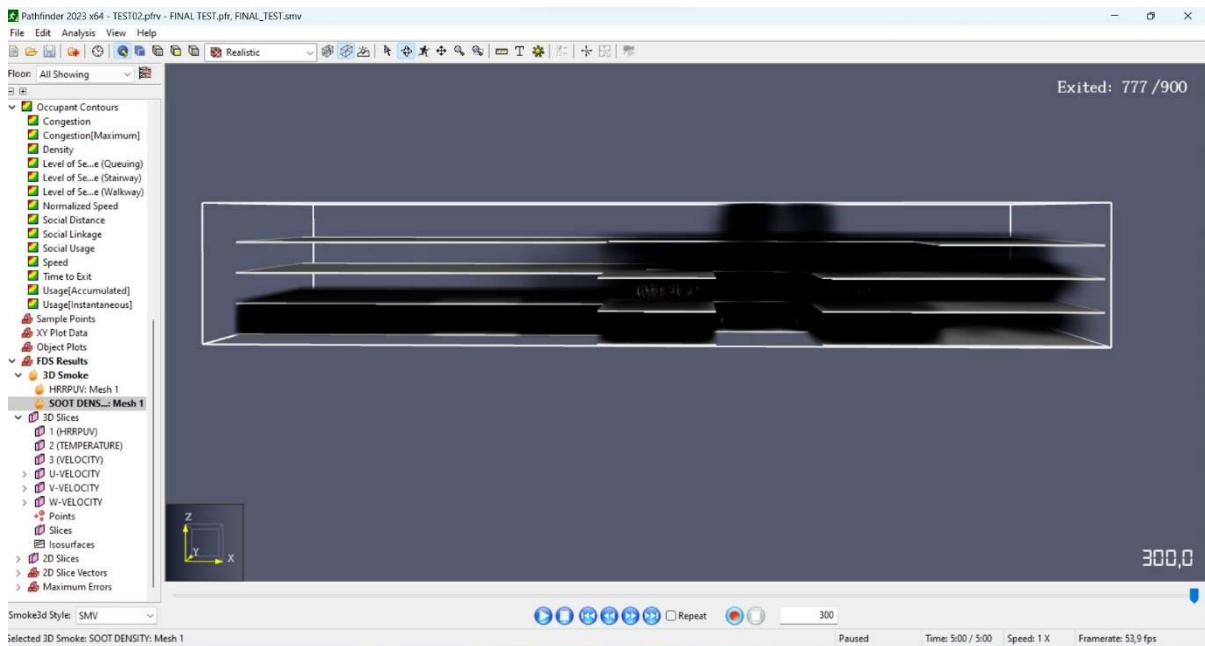 Pathfinder 2023 x64 - TEST02.pfrv - FINAL TEST.pfr, FINAL_TEST.smv
File Edit Analysis View Help
Realistic
Floor: All Showing
Exited: 777/900
Occupant Contours
Congestion
Congestion[Maximum]
Density
Level of Se...e (Queuing)
Level of Se...e (Stairway)
Level of Se...e (Walkway)
Normalized Speed
Social Distance
Social Linkage
Social Usage
Speed
Time to Exit
Usage[Accumulated]
Usage[Instantaneous]
Sample Points
XY Plot Data
Object Plots
FDS Results
3D Smoke
HRRPUV: Mesh 1
SOOT DENS...: Mesh 1
3D Slices
1 (HRRPUV)
2 (TEMPERATURE)
3 (VELOCITY)
U-VELOCITY
V-VELOCITY
W-VELOCITY
Points
Slices
Isosurfaces
2D Slices
2D Slice Vectors
Maximum Errors
Z
Y
X
300,0
Smoke3d Style: SMV
Repeat
300
Selected 3D Smoke: SOOT DENSITY: Mesh 1
Paused
Time: 5:00 / 5:00
Speed: 1 X
Framerate: 53,9 fps